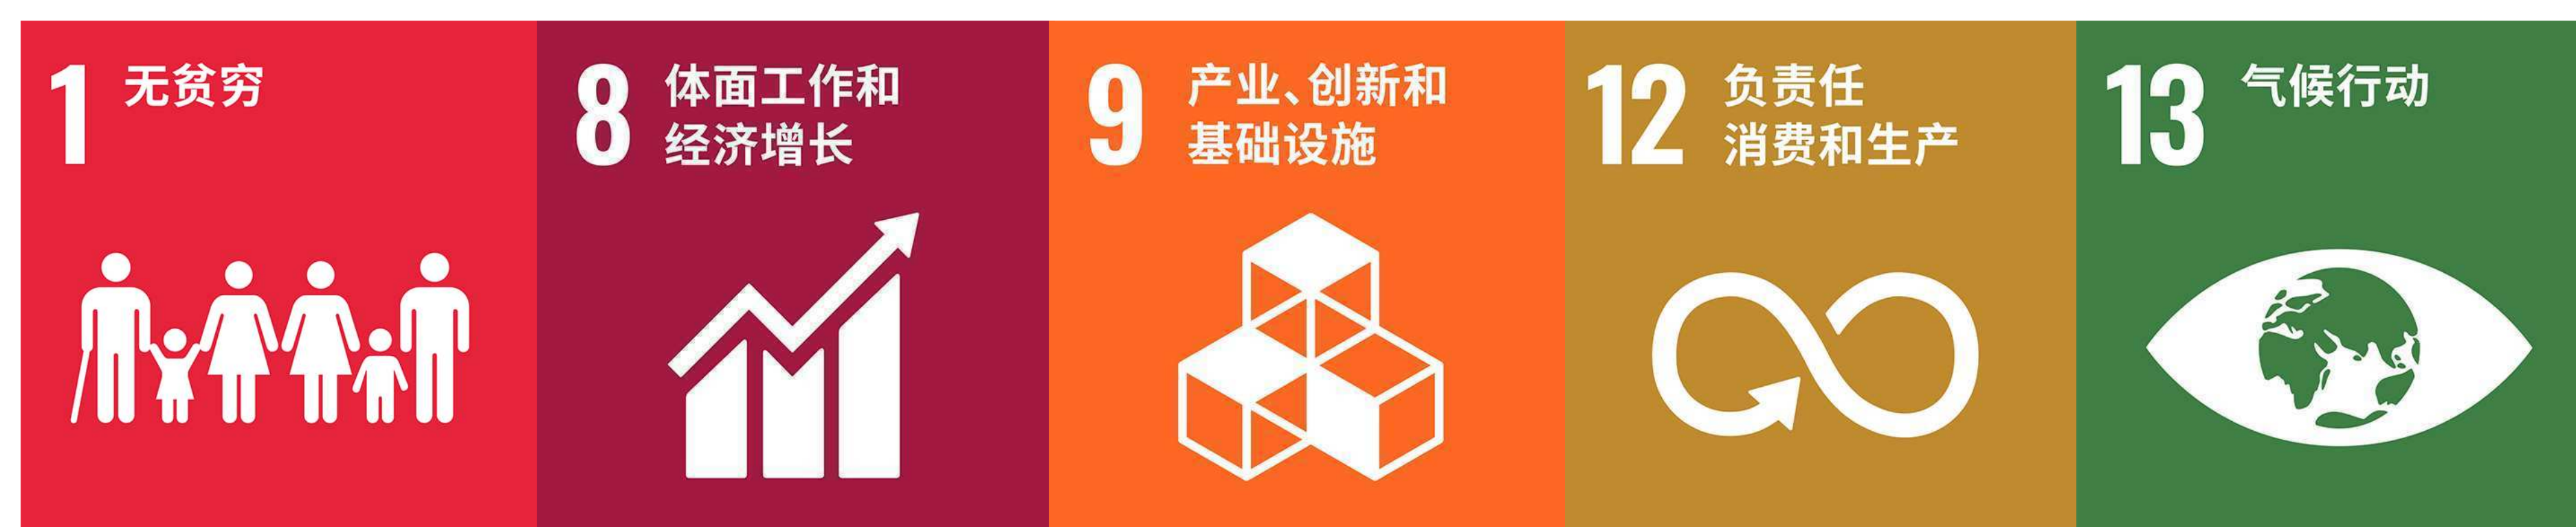 1 无贫穷
8 体面工作和
经济增长
9 产业、创新和
基础设施
12 负责任
消费和生产
13 气候行动